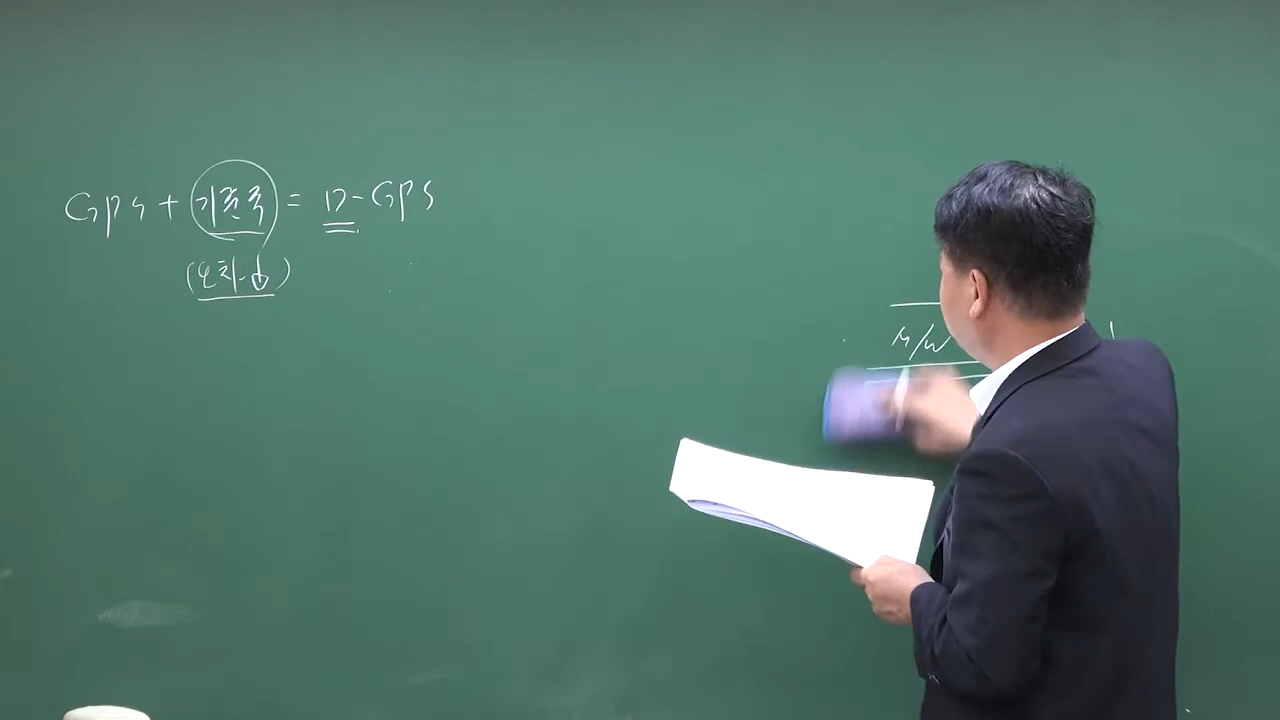 GPS + 기준국 = D-GPS
(오차↓)
M/W